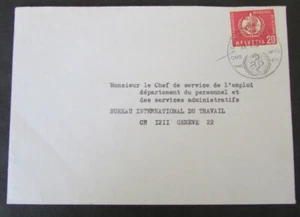 HELVETIA 20
Monsieur le Chef de service de l'emploi
département du personnel et
des services administratifs
BUREAU INTERNATIONAL DU TRAVAIL
CH 1211 GENEVE 22